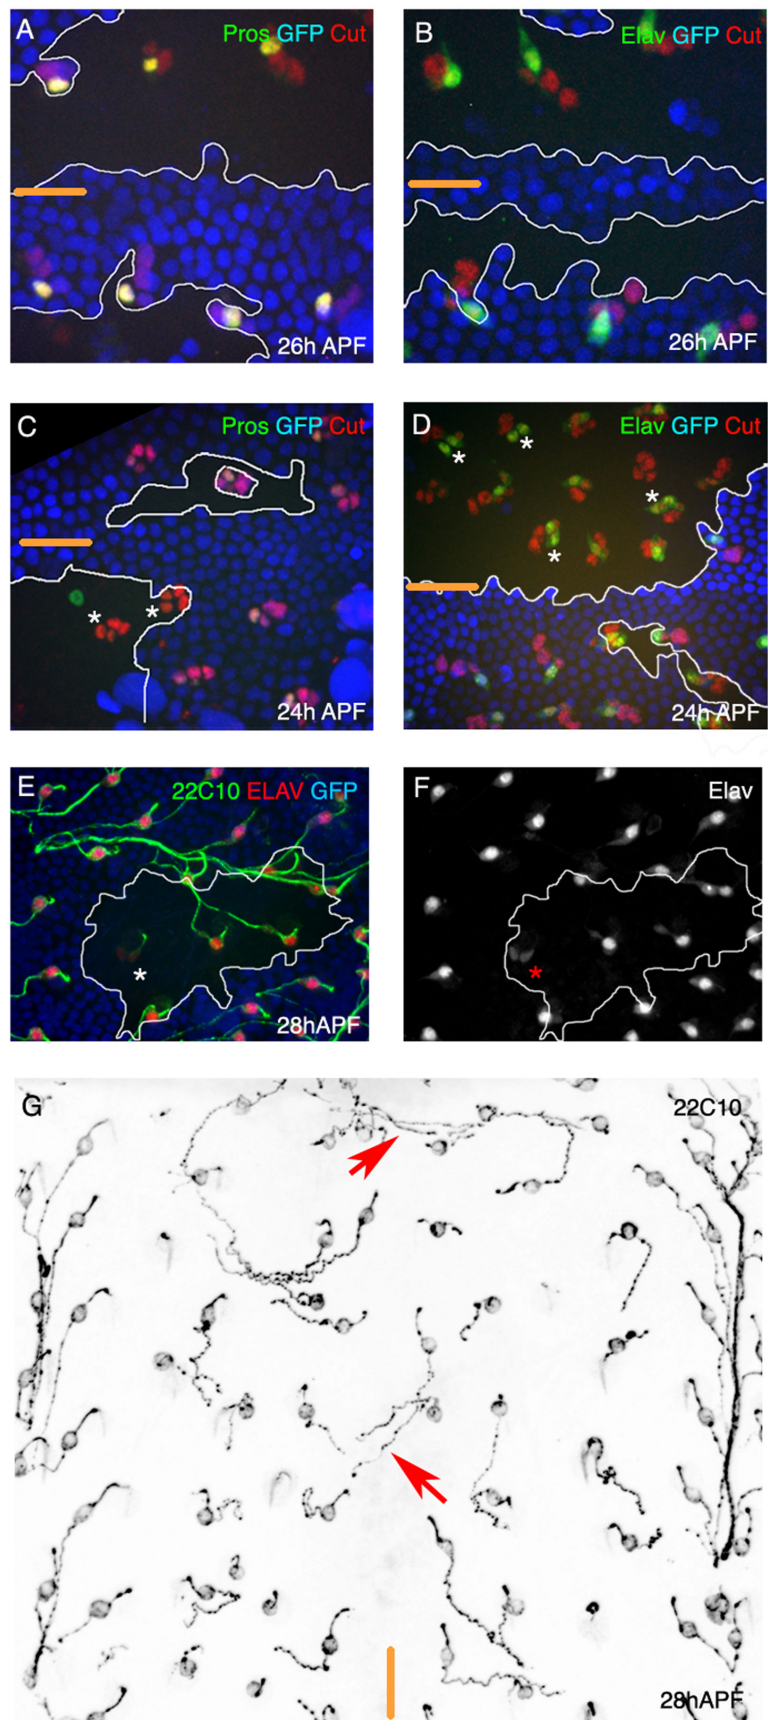 A Pros GFP Cut
26h APF
B Elav GFP Cut
26h APF
C Pros GFP Cut
*
*
24h APF
D Elav GFP Cut
*
*
*
*
24h APF
E 22C10 ELAV GFP
*
28hAPF
F Elav
*
G 22C10
28hAPF